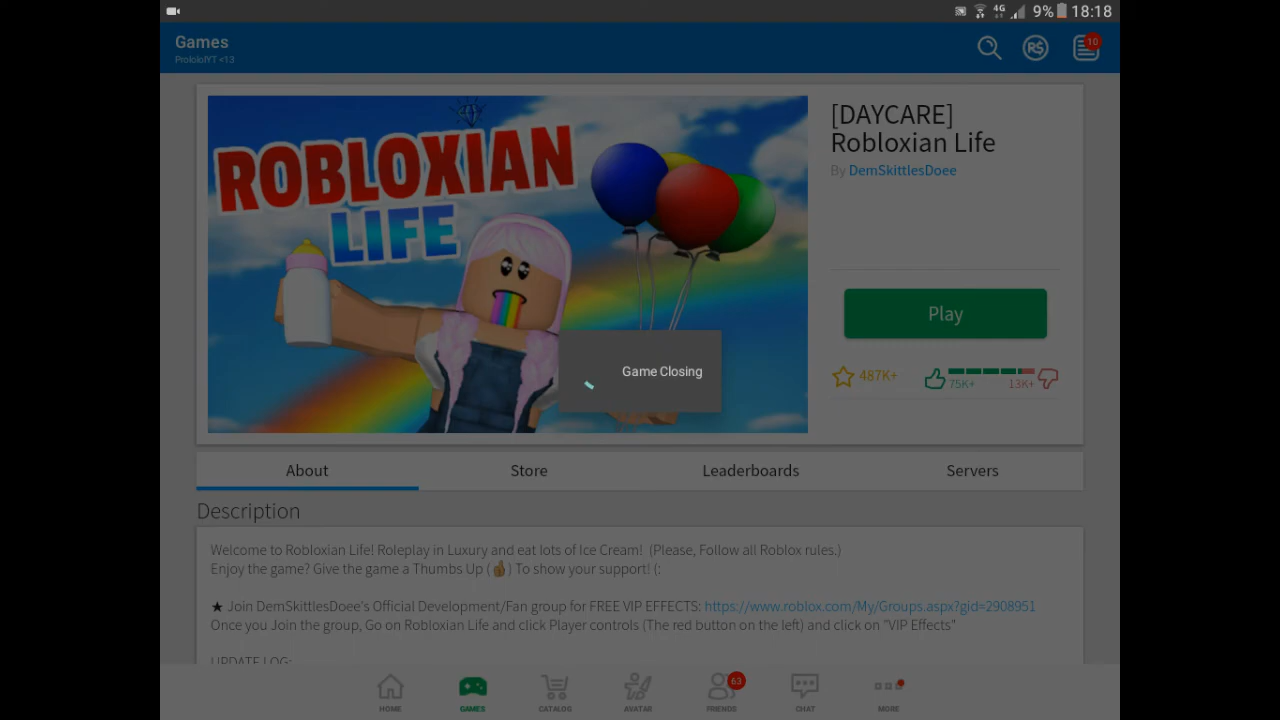 4G 9% 18:18
Games
ProlololYT <13
R$
10
ROBLOXIAN
LIFE
[DAYCARE]
Robloxian Life
By DemSkittlesDoee
Play
487K+
75K+
13K+
Game Closing
About
Store
Leaderboards
Servers
Description
Welcome to Robloxian Life! Roleplay in Luxury and eat lots of Ice Cream! (Please, Follow all Roblox rules.)
Enjoy the game? Give the game a Thumbs Up (👍) To show your support! (:
★ Join DemSkittlesDoee's Official Development/Fan group for FREE VIP EFFECTS: https://www.roblox.com/My/Groups.aspx?gid=2908951
Once you Join the group, Go on Robloxian Life and click Player controls (The red button on the left) and click on "VIP Effects"
UPDATE LOG:
63
HOME
GAMES
CATALOG
AVATAR
FRIENDS
CHAT
MORE